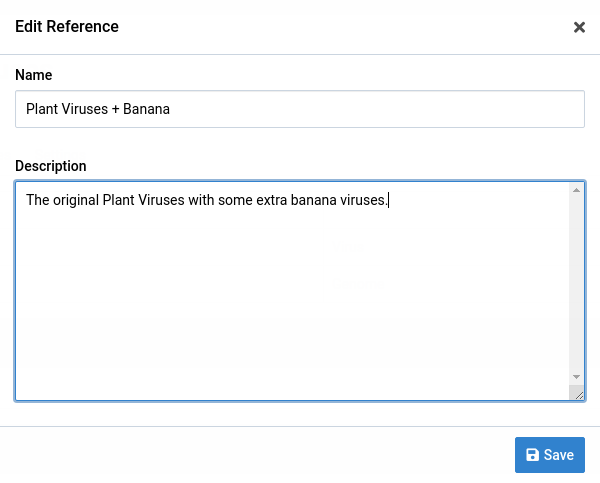 Edit Reference
Name
Plant Viruses + Banana
Description
The original Plant Viruses with some extra banana viruses.
Save